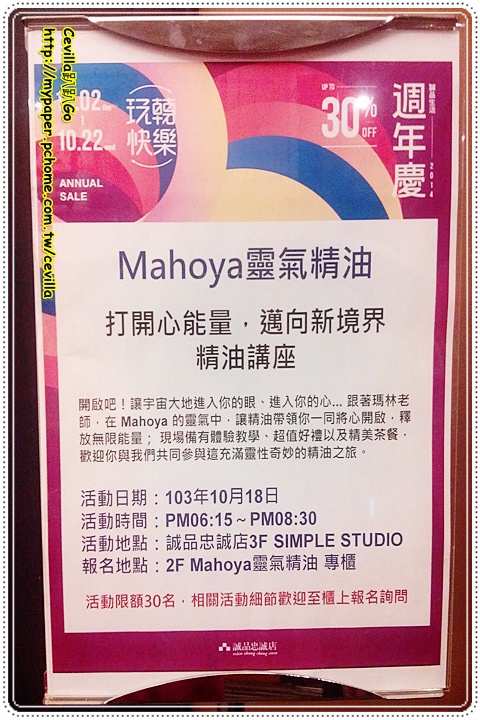 Cevilla趴趴Go
http://mypaper.pchome.com.tw/cevilla
.02
10.22 wed
ANNUAL
SALE
玩轉
快樂
UP TO
30% OFF
誠品生活
週年慶
2014
Mahoya靈氣精油
打開心能量，邁向新境界
精油講座
開啟吧！讓宇宙大地進入你的眼、進入你的心... 跟著瑪林老
師，在 Mahoya 的靈氣中，讓精油帶領你一同將心開啟，釋
放無限能量； 現場備有體驗教學、超值好禮以及精美茶餐，
歡迎你與我們共同參與這充滿靈性奇妙的精油之旅。
活動日期：103年10月18日
活動時間：PM06:15～PM08:30
活動地點：誠品忠誠店3F SIMPLE STUDIO
報名地點：2F Mahoya靈氣精油 專櫃
活動限額30名，相關活動細節歡迎至櫃上報名詢問
誠品忠誠店